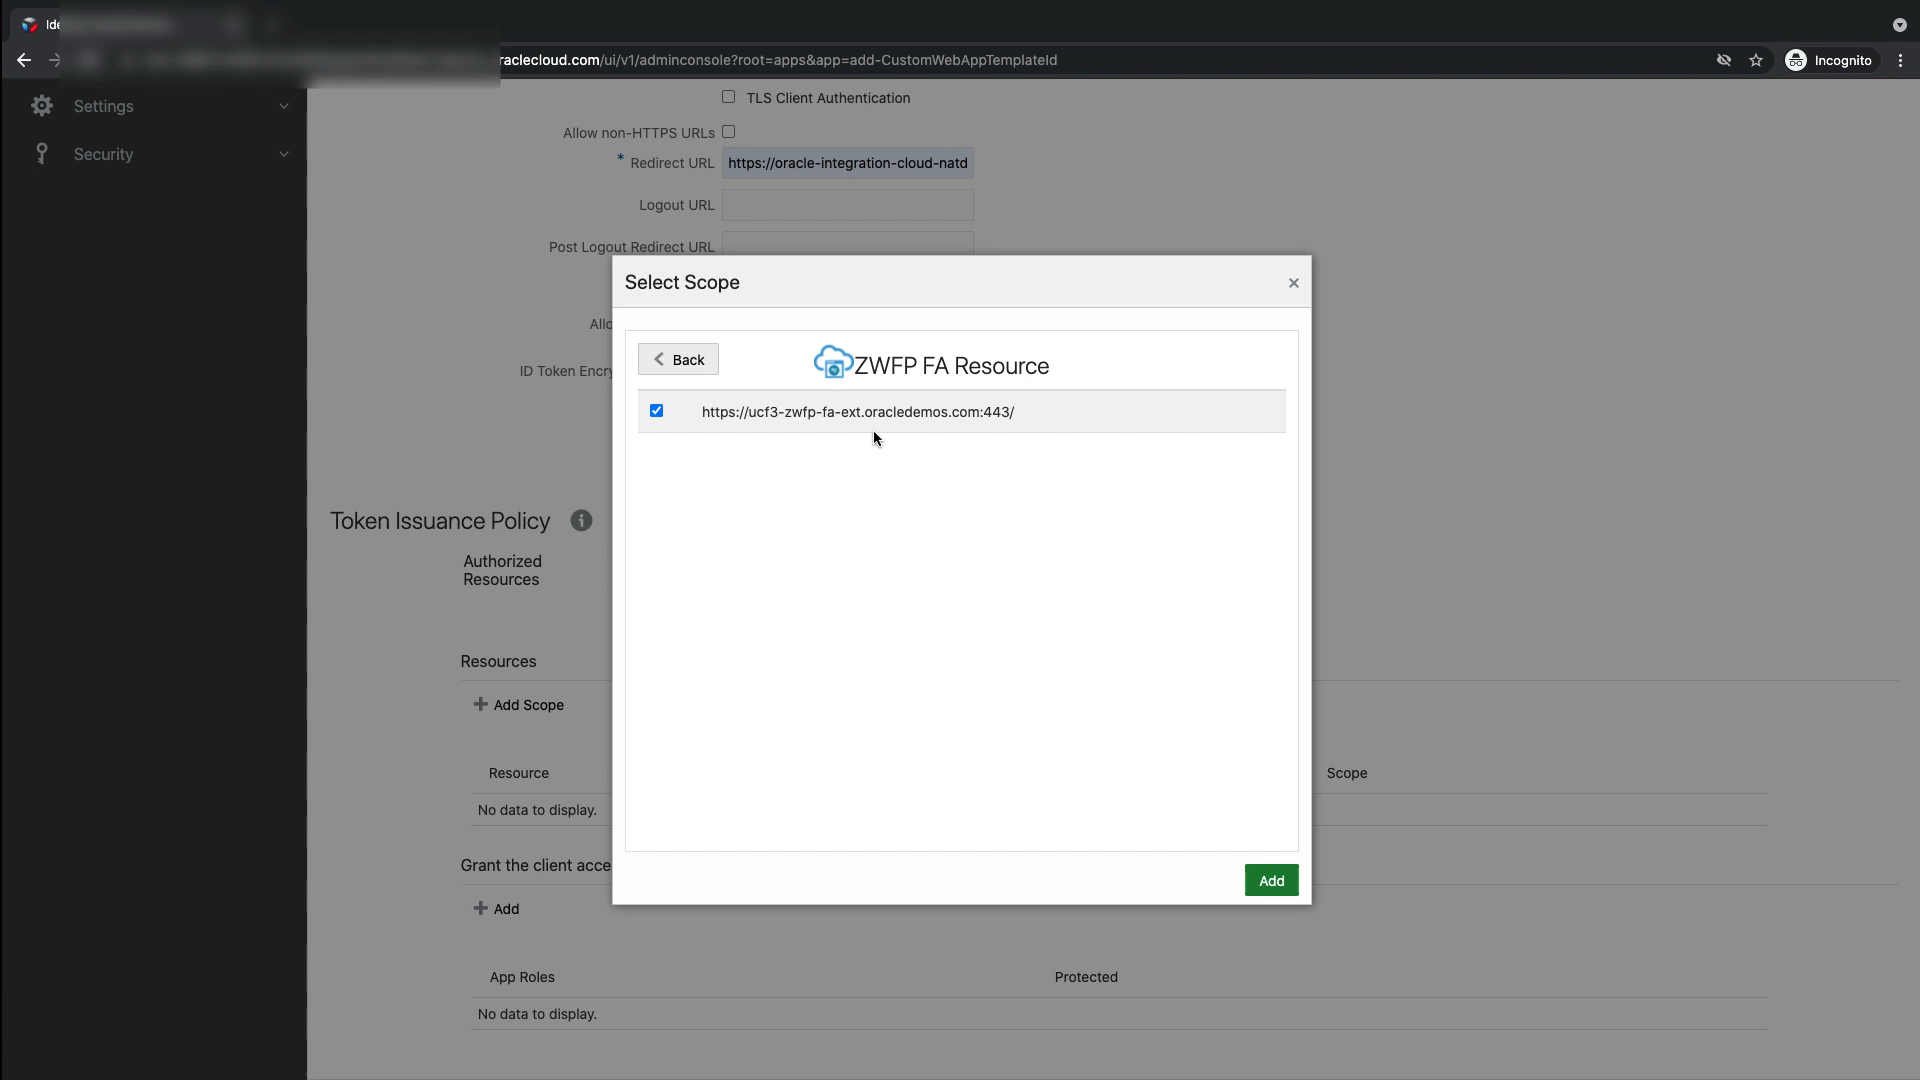 Ide
raclecloud.com/ui/v1/adminconsole?root=apps&app=add-CustomWebAppTemplateId
Incognito
Settings
Security
TLS Client Authentication
Allow non-HTTPS URLs
* Redirect URL https://oracle-integration-cloud-natd
Logout URL
Post Logout Redirect URL
Select Scope
×
Allo
Back
ZWFP FA Resource
ID Token Encry
https://ucf3-zwfp-fa-ext.oracledemos.com:443/
Token Issuance Policy
Authorized
Resources
Resources
Add Scope
Resource Scope
No data to display.
Grant the client acce
Add
Add
App Roles Protected
No data to display.